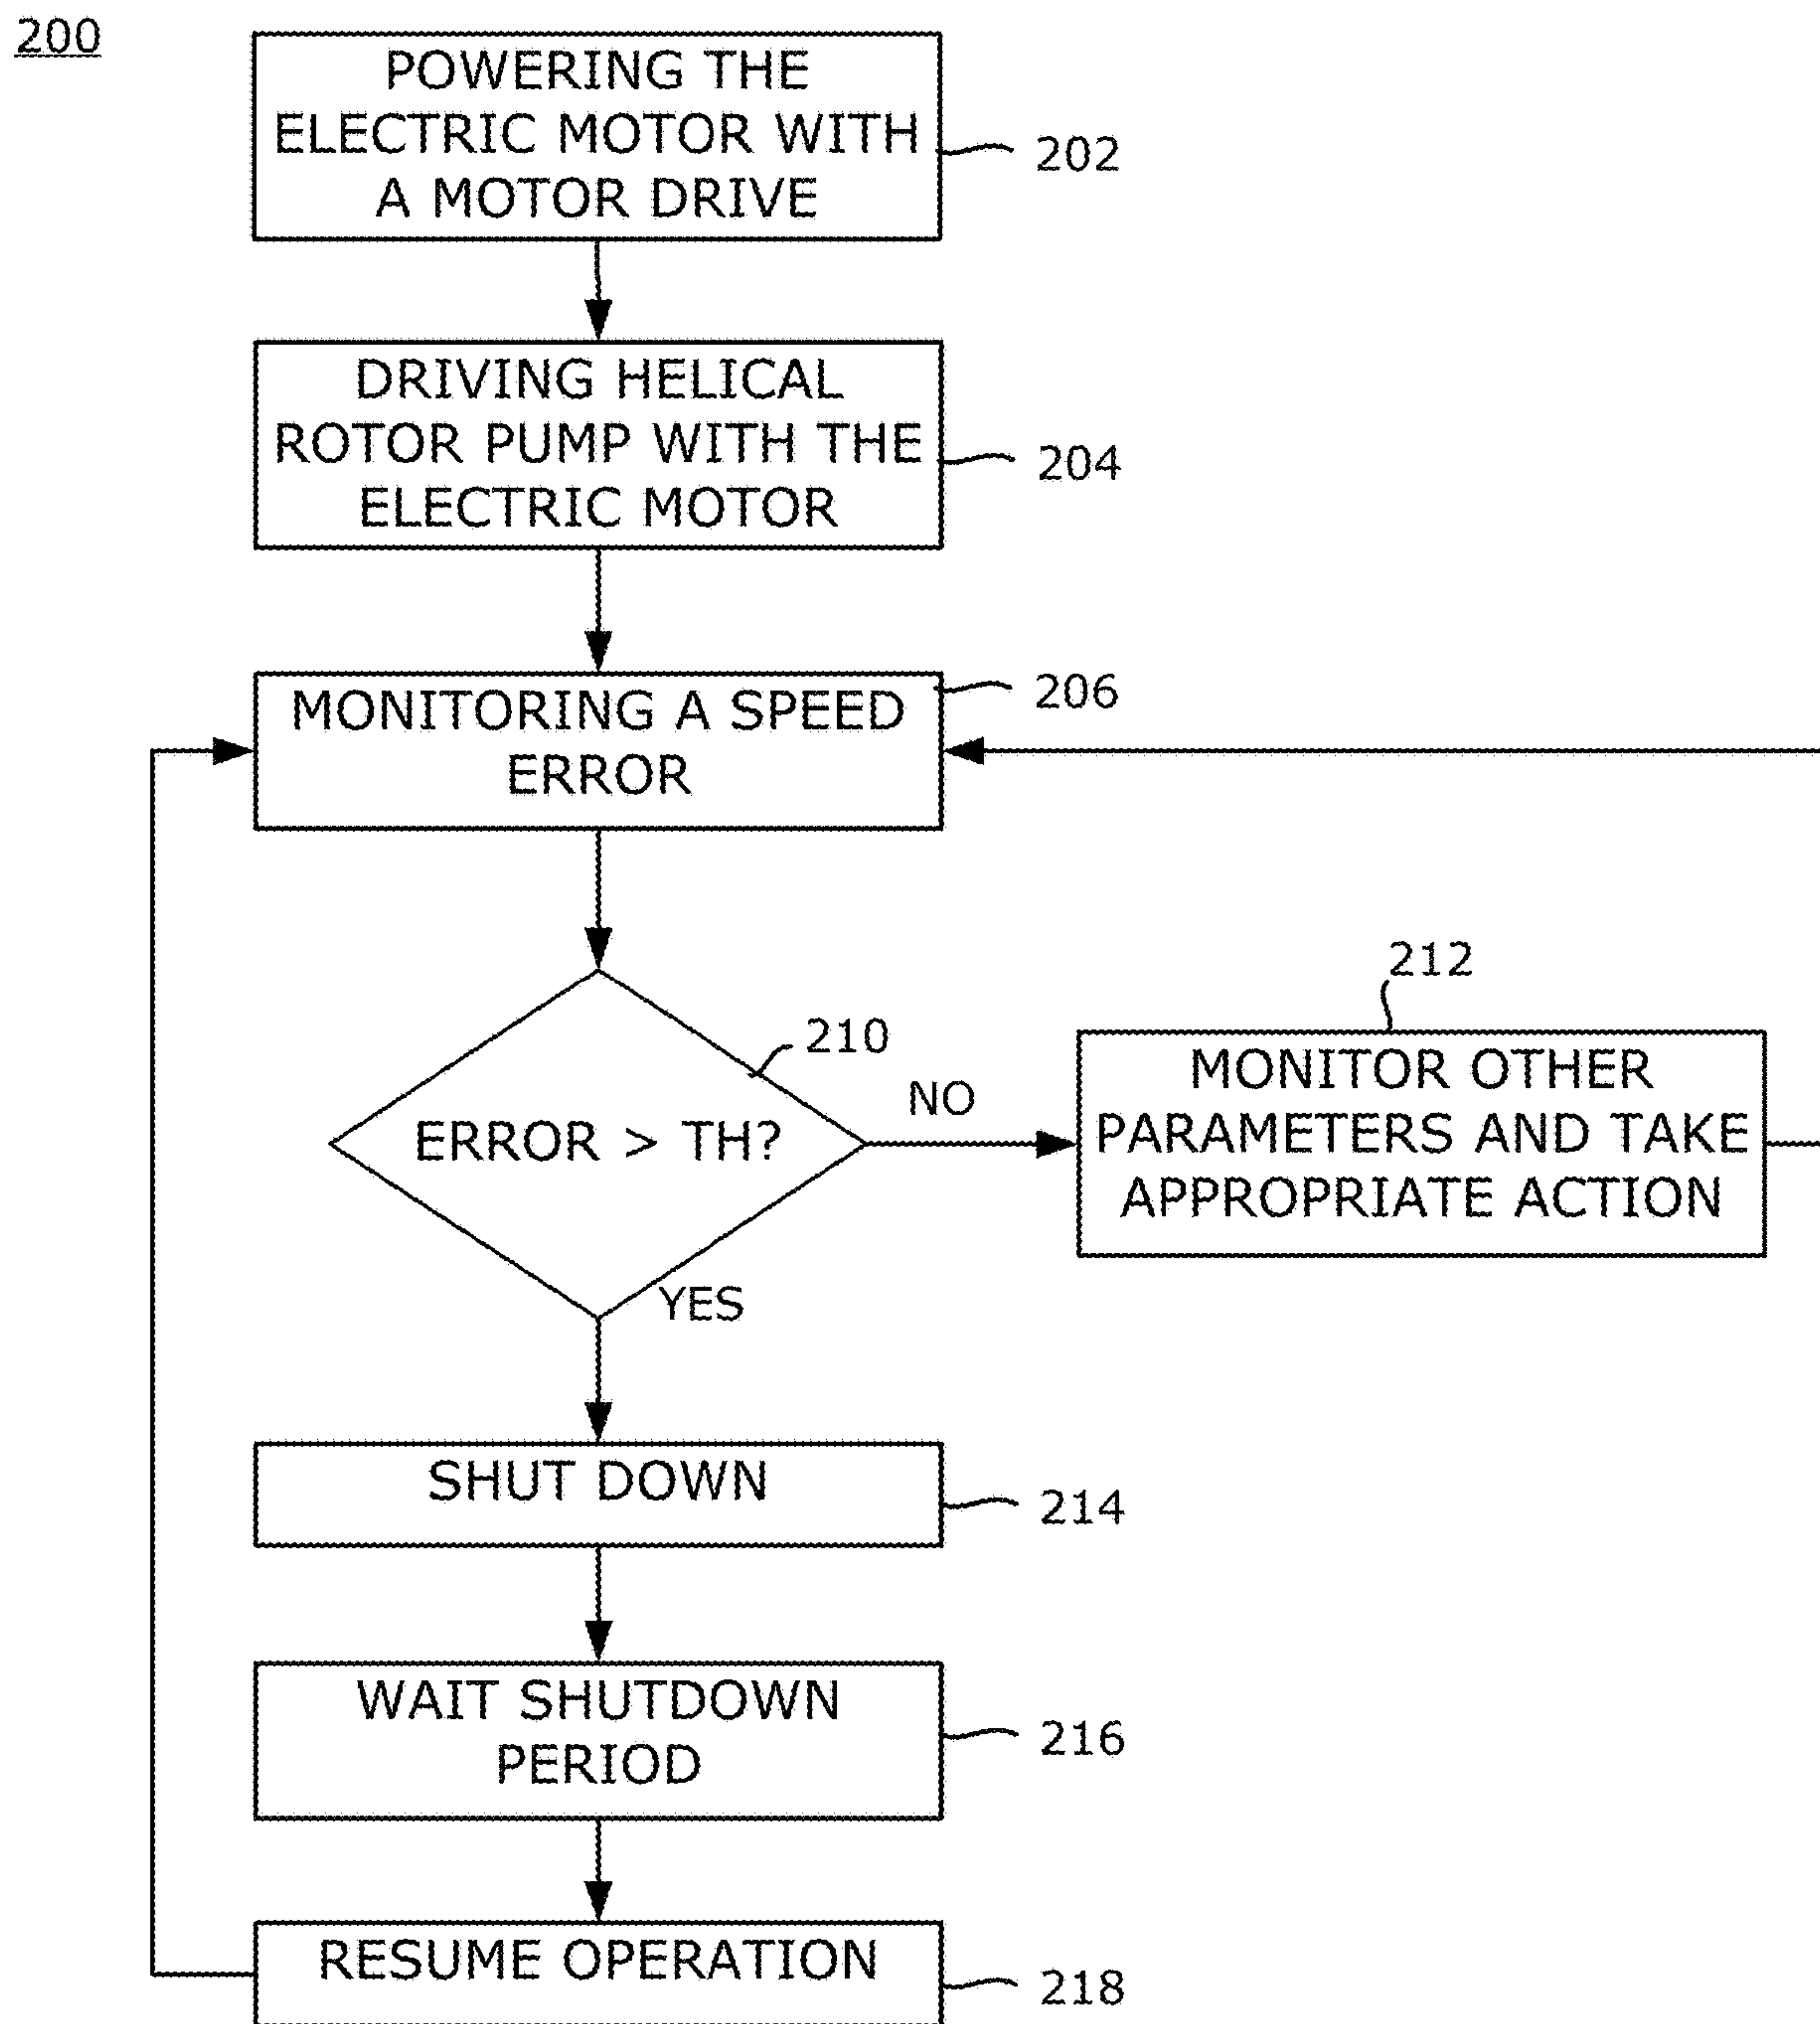 200
POWERING THE
ELECTRIC MOTOR WITH
A MOTOR DRIVE
202
DRIVING HELICAL
ROTOR PUMP WITH THE
ELECTRIC MOTOR
204
MONITORING A SPEED
ERROR
206
210
ERROR > TH?
NO
YES
212
MONITOR OTHER
PARAMETERS AND TAKE
APPROPRIATE ACTION
SHUT DOWN
214
WAIT SHUTDOWN
PERIOD
216
RESUME OPERATION
218